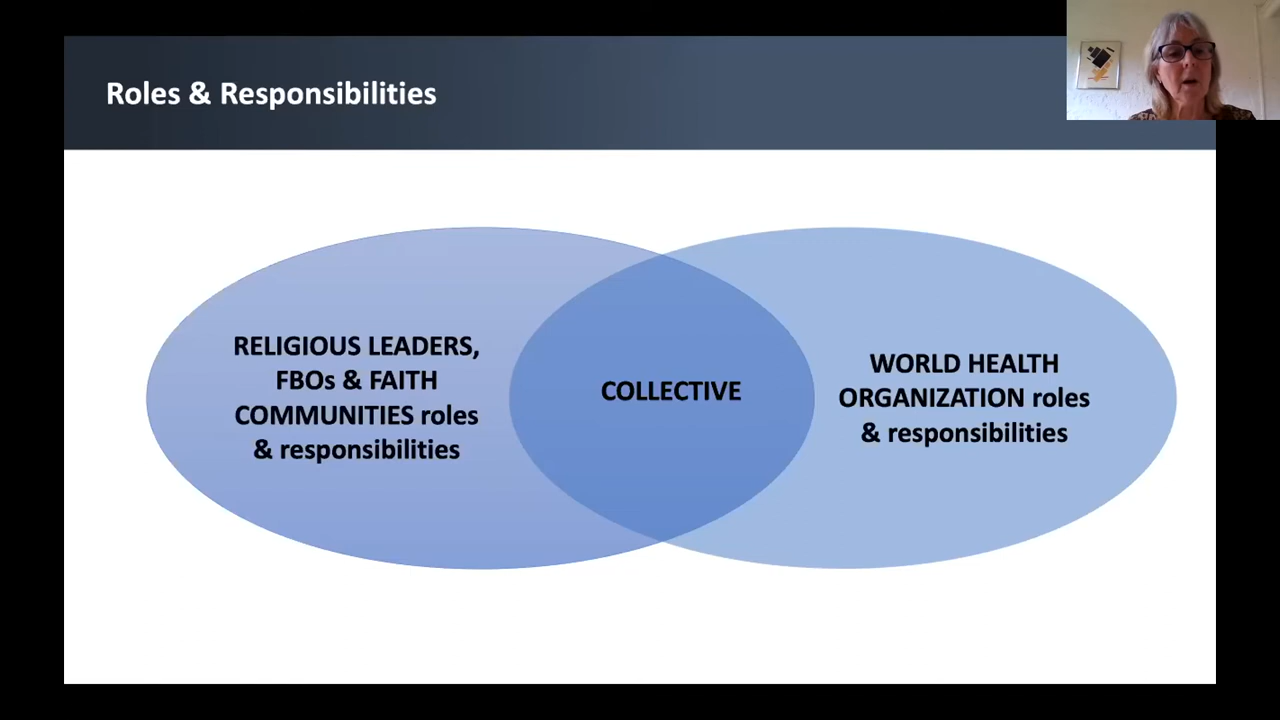 Roles & Responsibilities
RELIGIOUS LEADERS,
FBOs & FAITH
COMMUNITIES roles
& responsibilities
COLLECTIVE
WORLD HEALTH
ORGANIZATION roles
& responsibilities